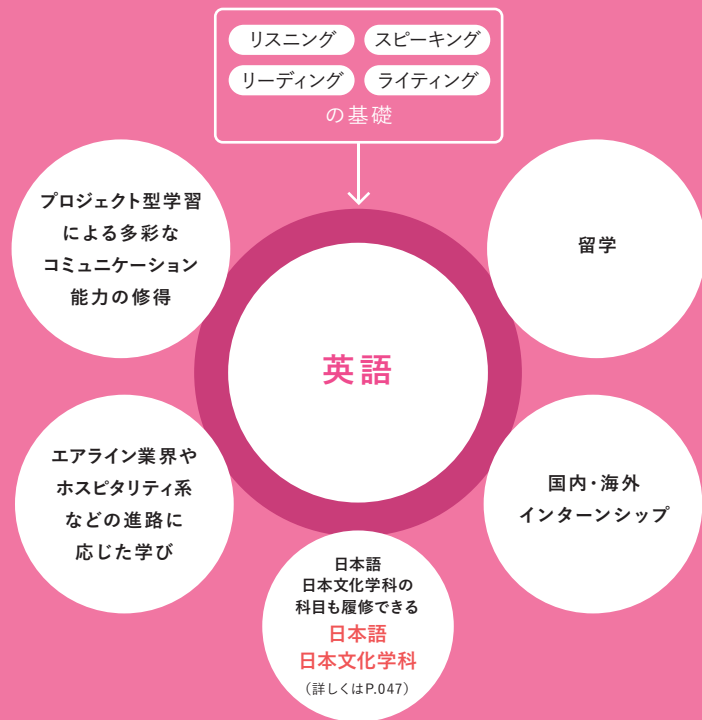 リスニング スピーキング
リーディング ライティング
の基礎
プロジェクト型学習
による多彩な
コミュニケーション
能力の修得
留学
英語
エアライン業界や
ホスピタリティ系
などの進路に
応じた学び
国内・海外
インターンシップ
日本語
日本文化学科の
科目も履修できる
日本語
日本文化学科
（詳しくはP.047）